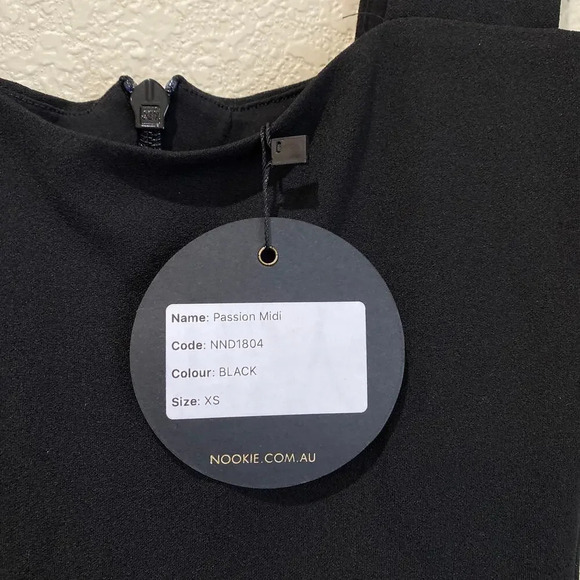 Name: Passion Midi
Code: NND1804
Colour: BLACK
Size: XS
NOOKIE.COM.AU